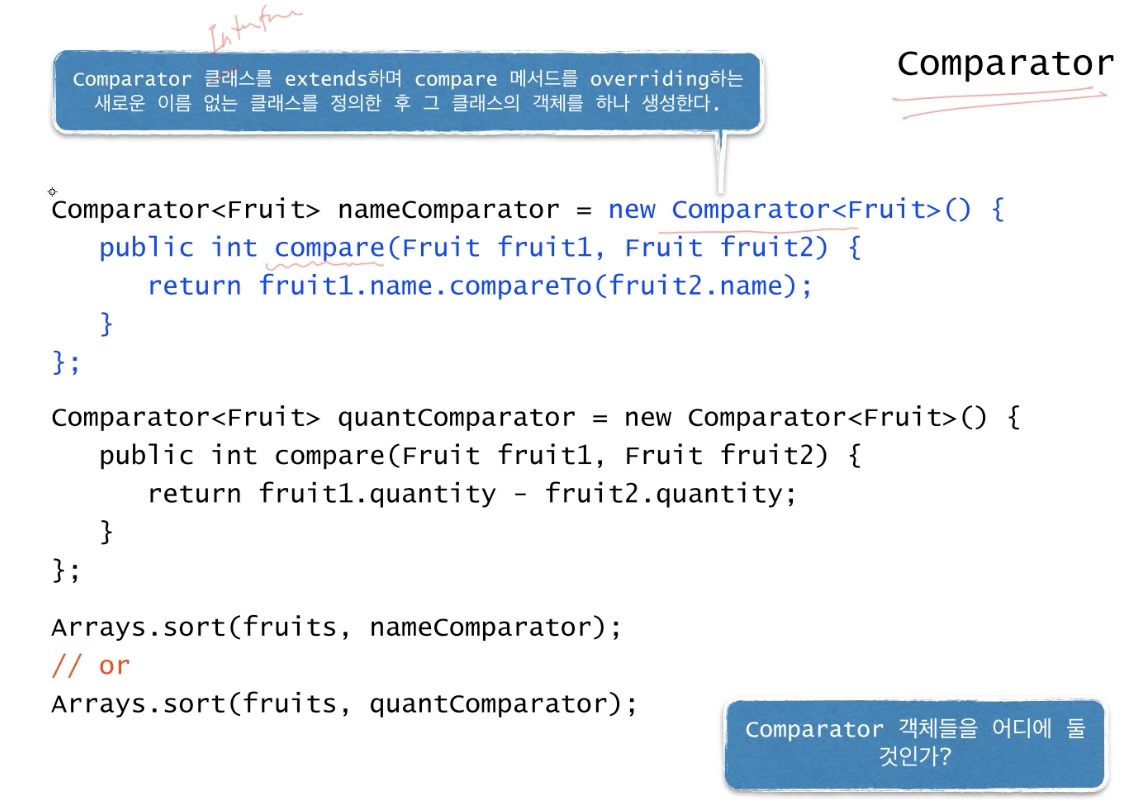 Interface
Comparator
Comparator 클래스를 extends하며 compare 메서드를 overriding하는
새로운 이름 없는 클래스를 정의한 후 그 클래스의 객체를 하나 생성한다.
Comparator<Fruit> nameComparator = new Comparator<Fruit>() {
public int compare(Fruit fruit1, Fruit fruit2) {
return fruit1.name.compareTo(fruit2.name);
}
};
Comparator<Fruit> quantComparator = new Comparator<Fruit>() {
public int compare(Fruit fruit1, Fruit fruit2) {
return fruit1.quantity - fruit2.quantity;
}
};
Arrays.sort(fruits, nameComparator);
// or
Arrays.sort(fruits, quantComparator);
Comparator 객체들을 어디에 둘
것인가?